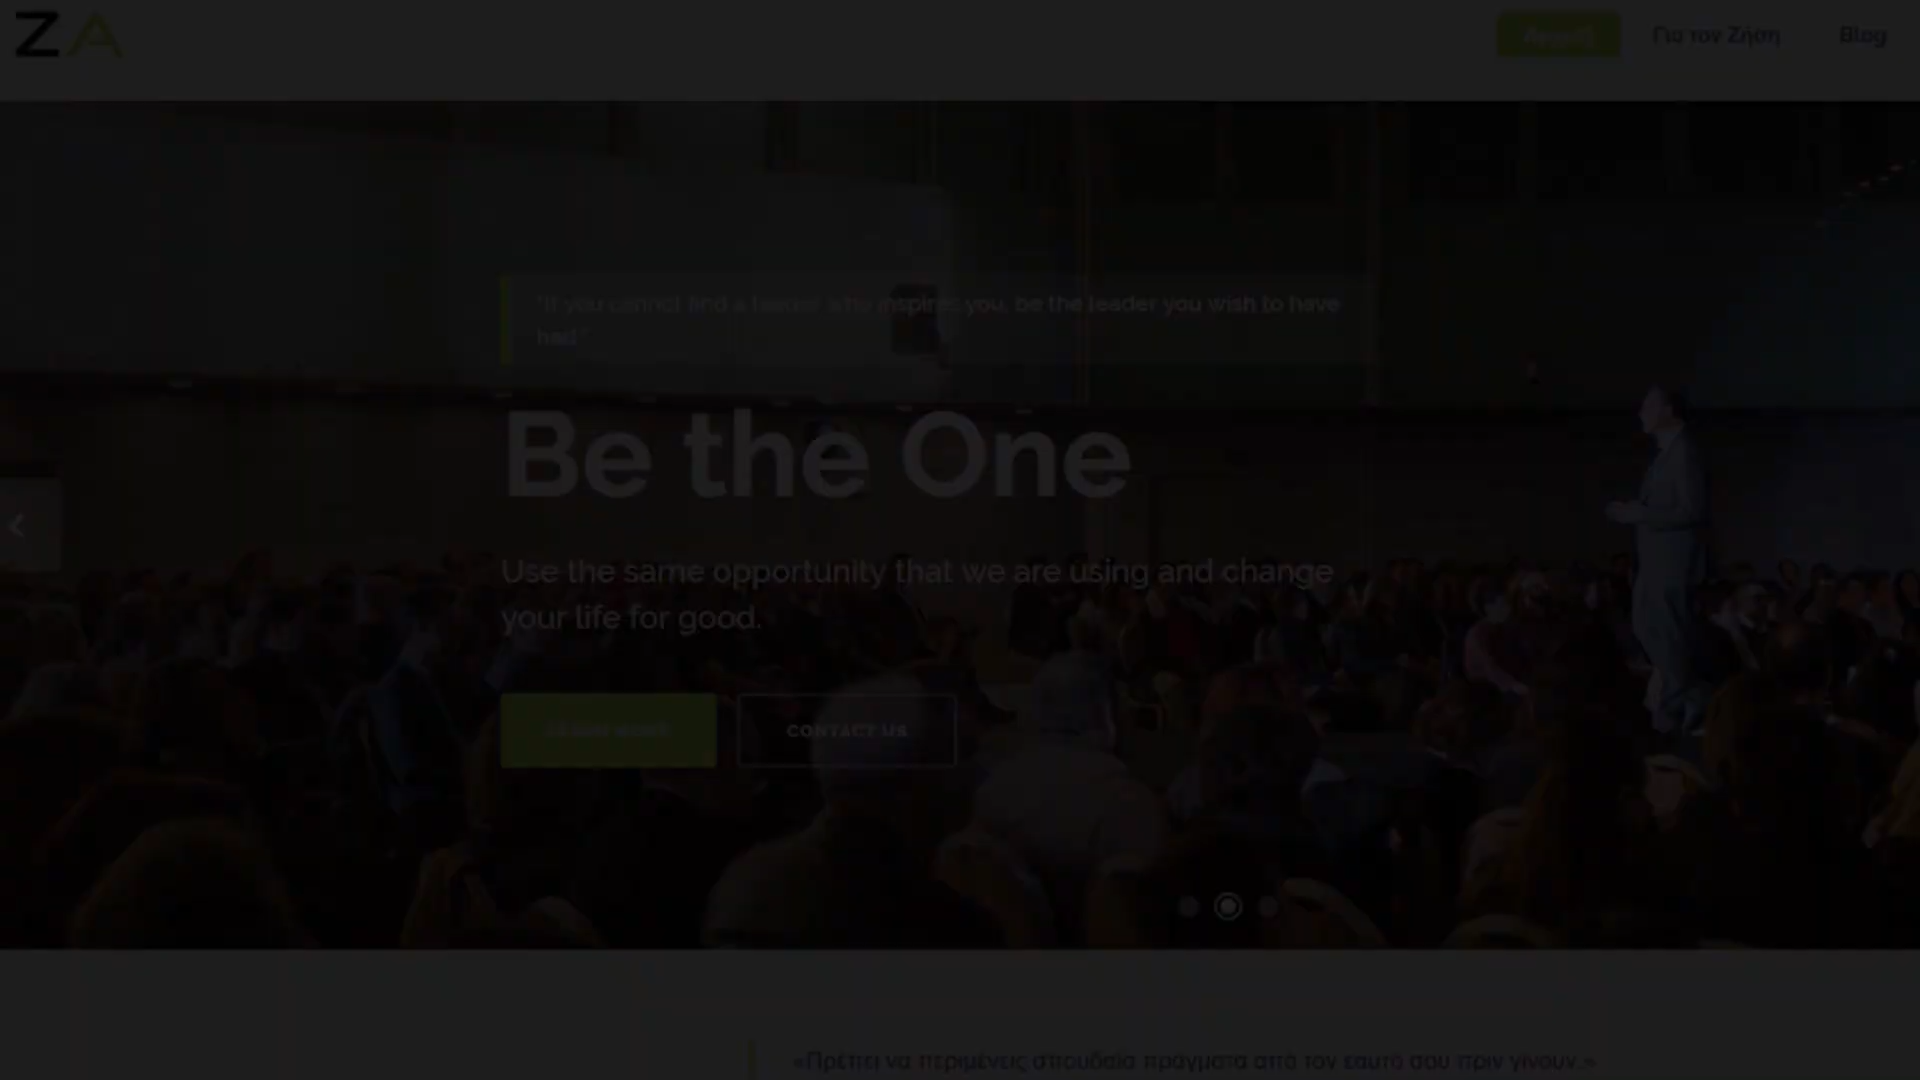 ZA
Αρχική
Για τον Ζήση
Blog
"If you cannot find a leader who inspires you, be the leader you wish to have
had"
Be the One
Use the same opportunity that we are using and change
your life for good.
CONTACT US
«Πρέπει να περιμένεις σπουδαία πράγματα από τον εαυτό σου πριν γίνουν.»